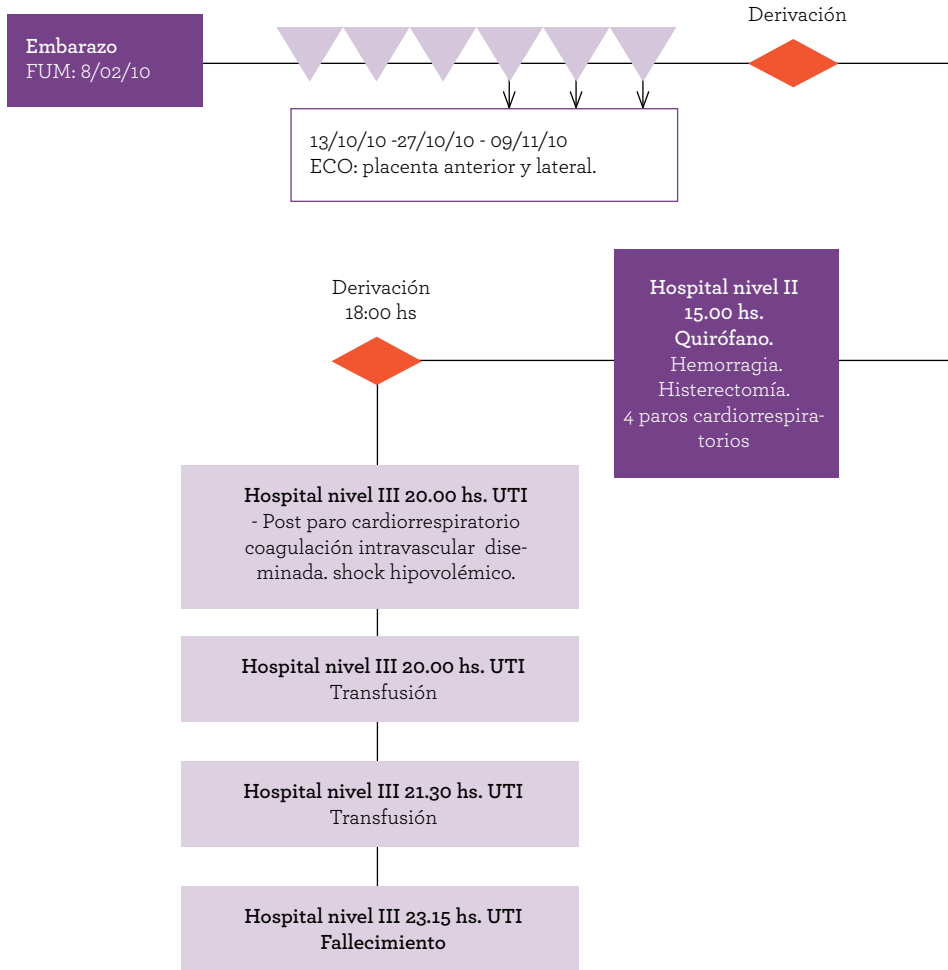 Derivación
Embarazo
FUM: 8/02/10
13/10/10 -27/10/10 - 09/11/10
ECO: placenta anterior y lateral.
Derivación
18:00 hs
Hospital nivel II
15.00 hs.
Quirófano.
Hemorragia.
Histerectomía.
4 paros cardiorrespira-
torios
Hospital nivel III 20.00 hs. UTI
- Post paro cardiorrespiratorio
coagulación intravascular  dise-
minada. shock hipovolémico.
Hospital nivel III 20.00 hs. UTI
Transfusión
Hospital nivel III 21.30 hs. UTI
Transfusión
Hospital nivel III 23.15 hs. UTI
Fallecimiento